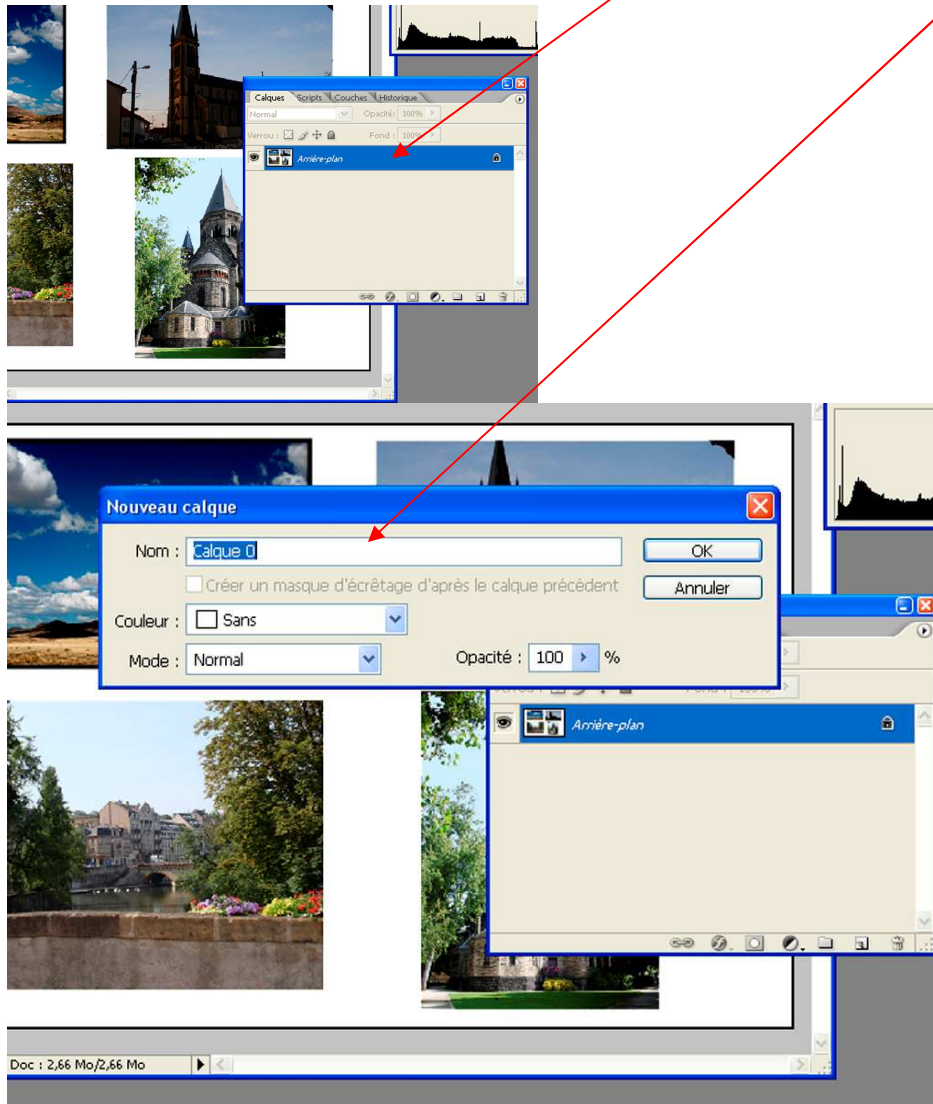 Calques Scripts Couches Historique
Normal Opacité: 100%
Verrou : Fond : 100%
Arrière-plan
Nouveau calque
Nom : Calque 0 OK
Créer un masque d'écrêtage d'après le calque précédent Annuler
Couleur : Sans
Mode : Normal Opacité : 100 %
Arrière-plan
Doc : 2,66 Mo/2,66 Mo